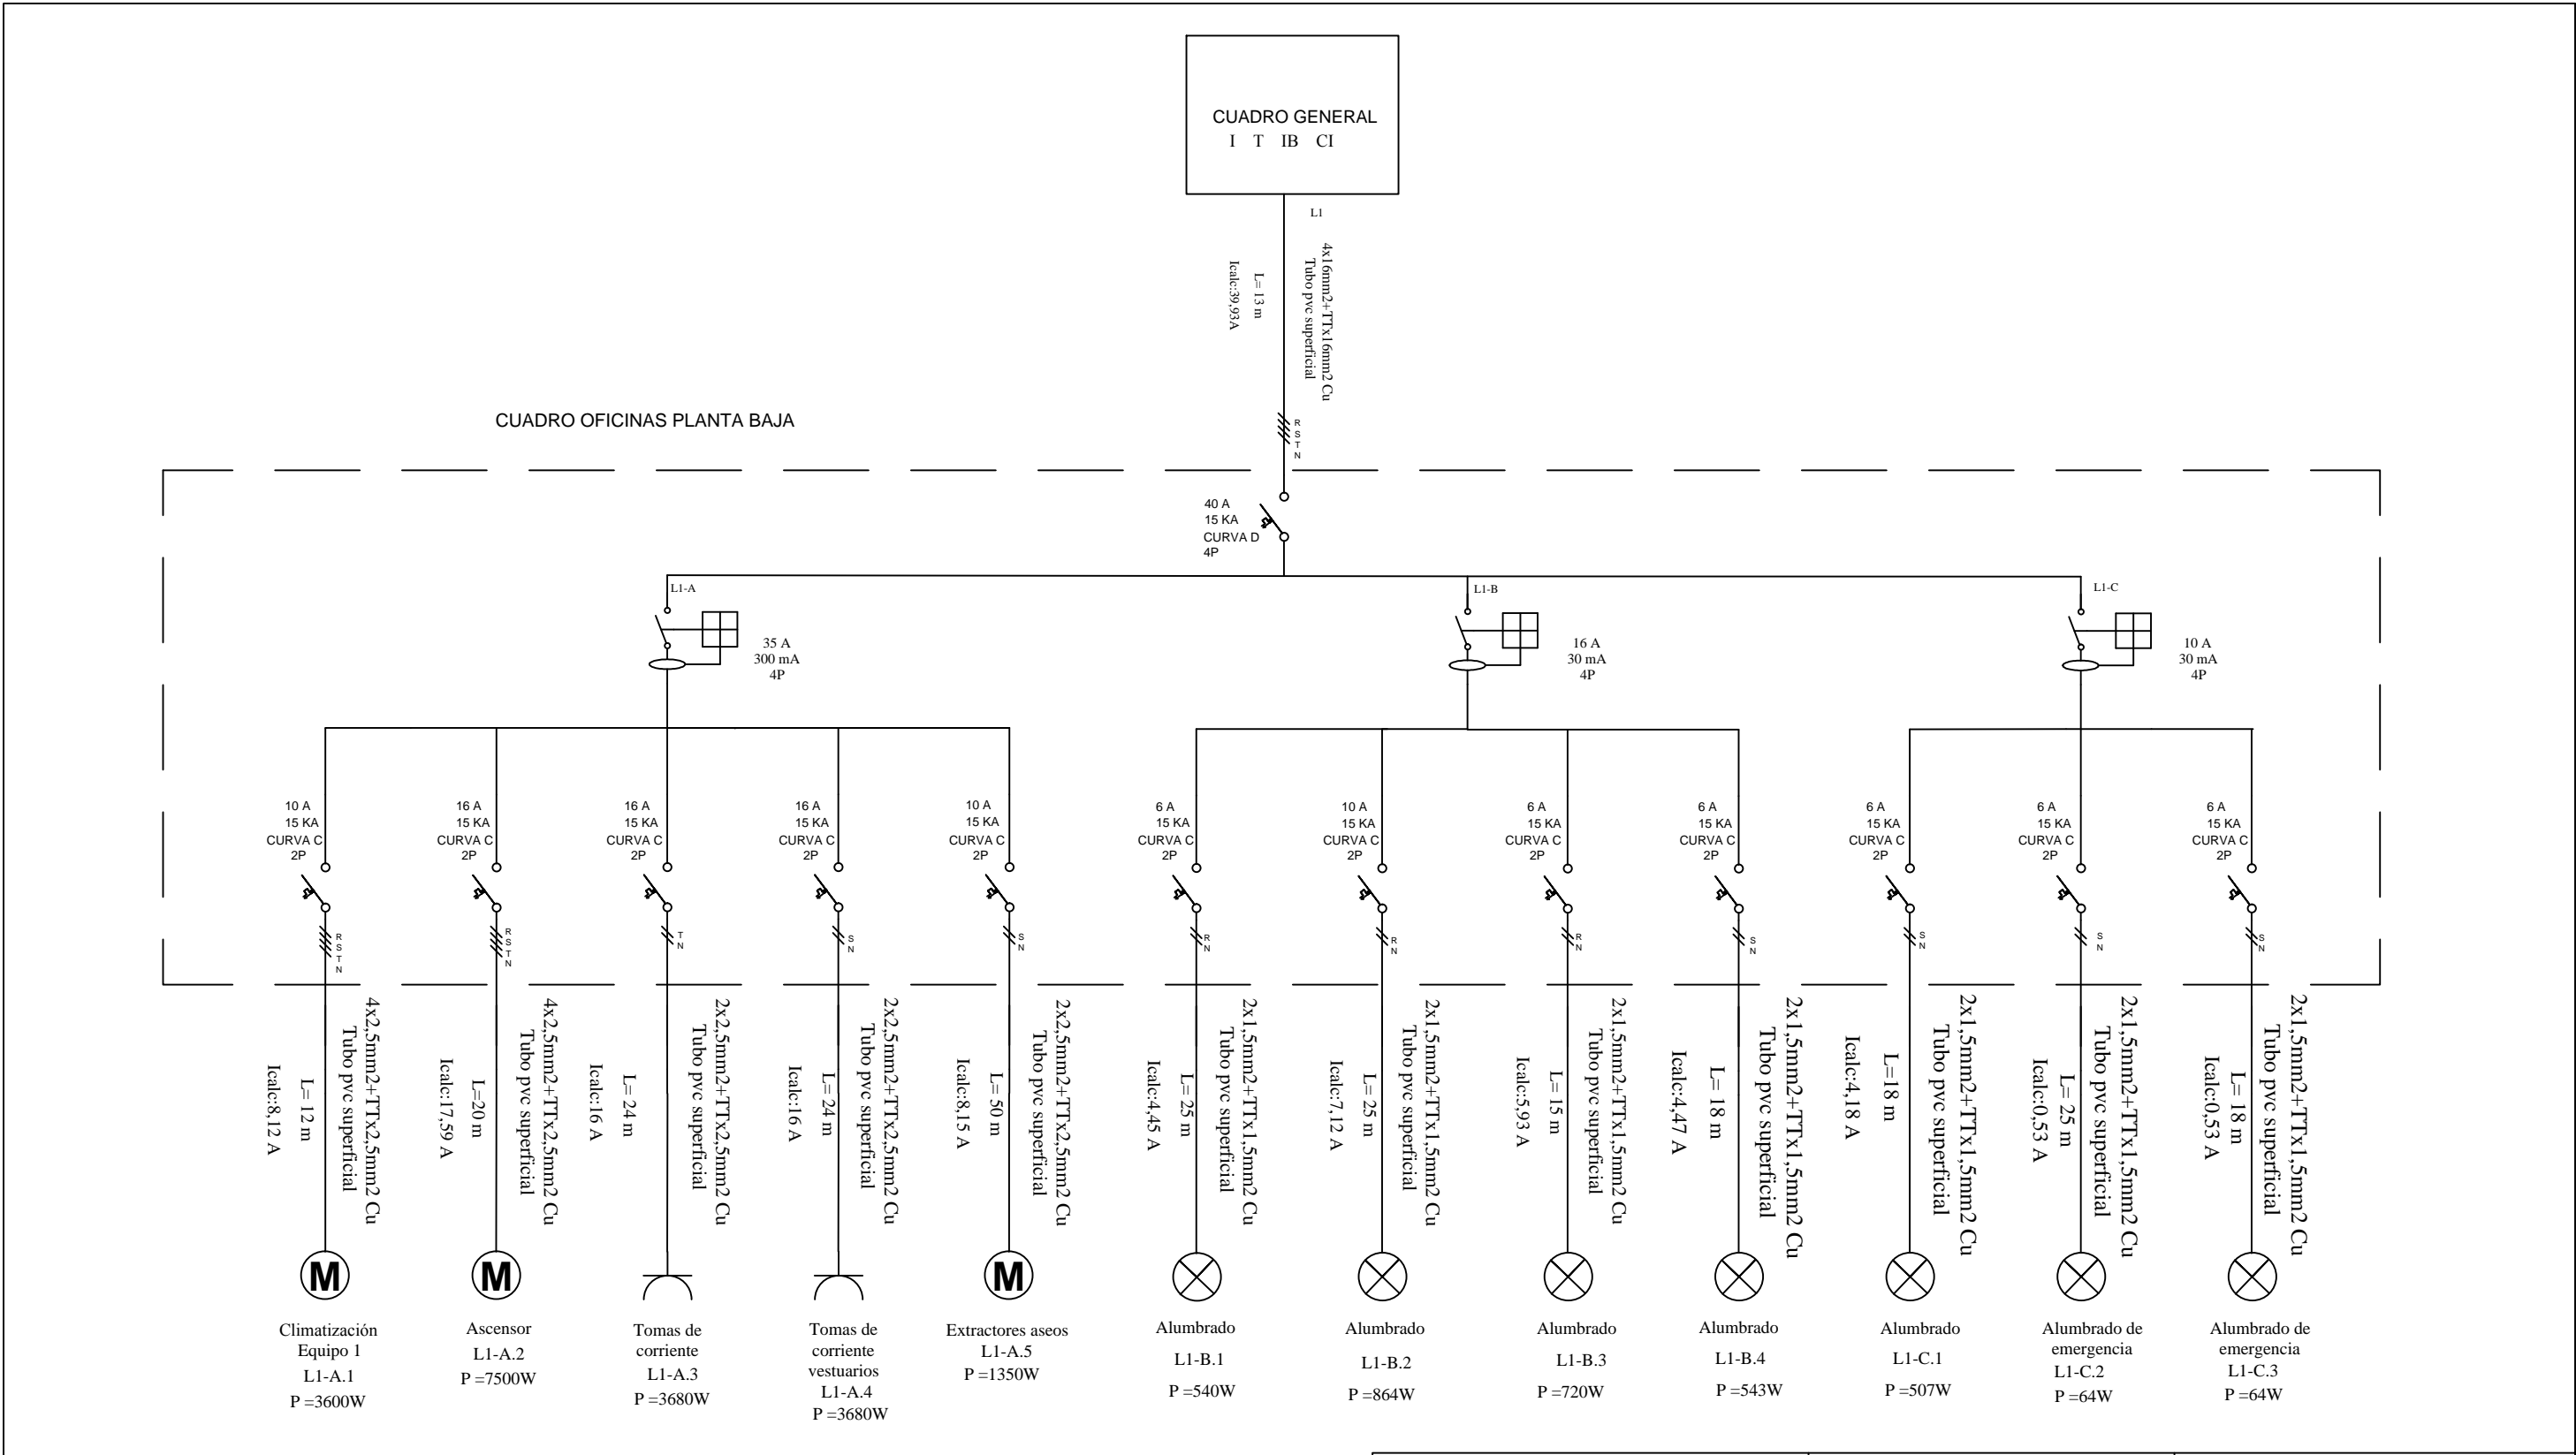 CUADRO GENERAL
I T IB CI
L1
4x16mm2+TTx16mm2 Cu
Tubo pvc superficial
L= 13 m
Icalc:39,93A
CUADRO OFICINAS PLANTA BAJA
R
S
T
N
40 A
15 KA
CURVA D
4P
L1-A
35 A
300 mA
4P
L1-B
16 A
30 mA
4P
L1-C
10 A
30 mA
4P
10 A
15 KA
CURVA C
2P
R
S
T
N
4x2,5mm2+TTx2,5mm2 Cu
Tubo pvc superficial
L= 12 m
Icalc:8,12 A
M
Climatización
Equipo 1
L1-A.1
P =3600W
16 A
15 KA
CURVA C
2P
R
S
T
N
4x2,5mm2+TTx2,5mm2 Cu
Tubo pvc superficial
L=20 m
Icalc:17,59 A
M
Ascensor
L1-A.2
P =7500W
16 A
15 KA
CURVA C
2P
T
N
2x2,5mm2+TTx2,5mm2 Cu
Tubo pvc superficial
L= 24 m
Icalc:16 A
Tomas de
corriente
L1-A.3
P =3680W
16 A
15 KA
CURVA C
2P
S
N
2x2,5mm2+TTx2,5mm2 Cu
Tubo pvc superficial
L= 24 m
Icalc:16 A
Tomas de
corriente
vestuarios
L1-A.4
P =3680W
10 A
15 KA
CURVA C
2P
S
N
2x2,5mm2+TTx2,5mm2 Cu
Tubo pvc superficial
L= 50 m
Icalc:8,15 A
M
Extractores aseos
L1-A.5
P =1350W
6 A
15 KA
CURVA C
2P
R
N
2x1,5mm2+TTx1,5mm2 Cu
Tubo pvc superficial
L= 25 m
Icalc:4,45 A
Alumbrado
L1-B.1
P =540W
10 A
15 KA
CURVA C
2P
R
N
2x1,5mm2+TTx1,5mm2 Cu
Tubo pvc superficial
L= 25 m
Icalc:7,12 A
Alumbrado
L1-B.2
P =864W
6 A
15 KA
CURVA C
2P
R
N
2x1,5mm2+TTx1,5mm2 Cu
Tubo pvc superficial
L= 15 m
Icalc:5,93 A
Alumbrado
L1-B.3
P =720W
6 A
15 KA
CURVA C
2P
S
N
2x1,5mm2+TTx1,5mm2 Cu
Tubo pvc superficial
L= 18 m
Icalc:4,47 A
Alumbrado
L1-B.4
P =543W
6 A
15 KA
CURVA C
2P
S
N
2x1,5mm2+TTx1,5mm2 Cu
Tubo pvc superficial
L=18 m
Icalc:4,18 A
Alumbrado
L1-C.1
P =507W
6 A
15 KA
CURVA C
2P
S
N
2x1,5mm2+TTx1,5mm2 Cu
Tubo pvc superficial
L= 25 m
Icalc:0,53 A
Alumbrado de
emergencia
L1-C.2
P =64W
6 A
15 KA
CURVA C
2P
S
N
2x1,5mm2+TTx1,5mm2 Cu
Tubo pvc superficial
L= 18 m
Icalc:0,53 A
Alumbrado de
emergencia
L1-C.3
P =64W